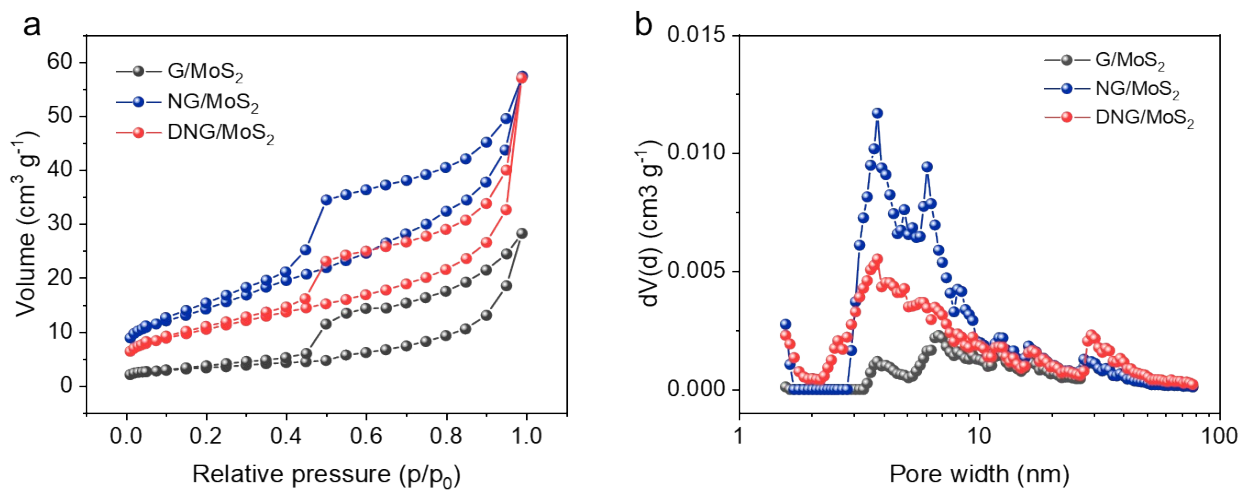 a
60
50
40
30
20
10
0
Volume (cm³ g⁻¹)
G/MoS₂
NG/MoS₂
DNG/MoS₂
0.0 0.2 0.4 0.6 0.8 1.0
Relative pressure (p/p₀)
b
0.015
0.010
0.005
0.000
dV(d) (cm3 g⁻¹)
G/MoS₂
NG/MoS₂
DNG/MoS₂
1 10 100
Pore width (nm)